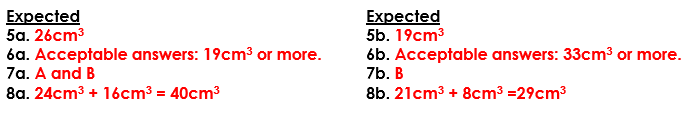 Expected
5a. 26cm³
6a. Acceptable answers: 19cm³ or more.
7a. A and B
8a. 24cm³ + 16cm³ = 40cm³
Expected
5b. 19cm³
6b. Acceptable answers: 33cm³ or more.
7b. B
8b. 21cm³ + 8cm³ =29cm³